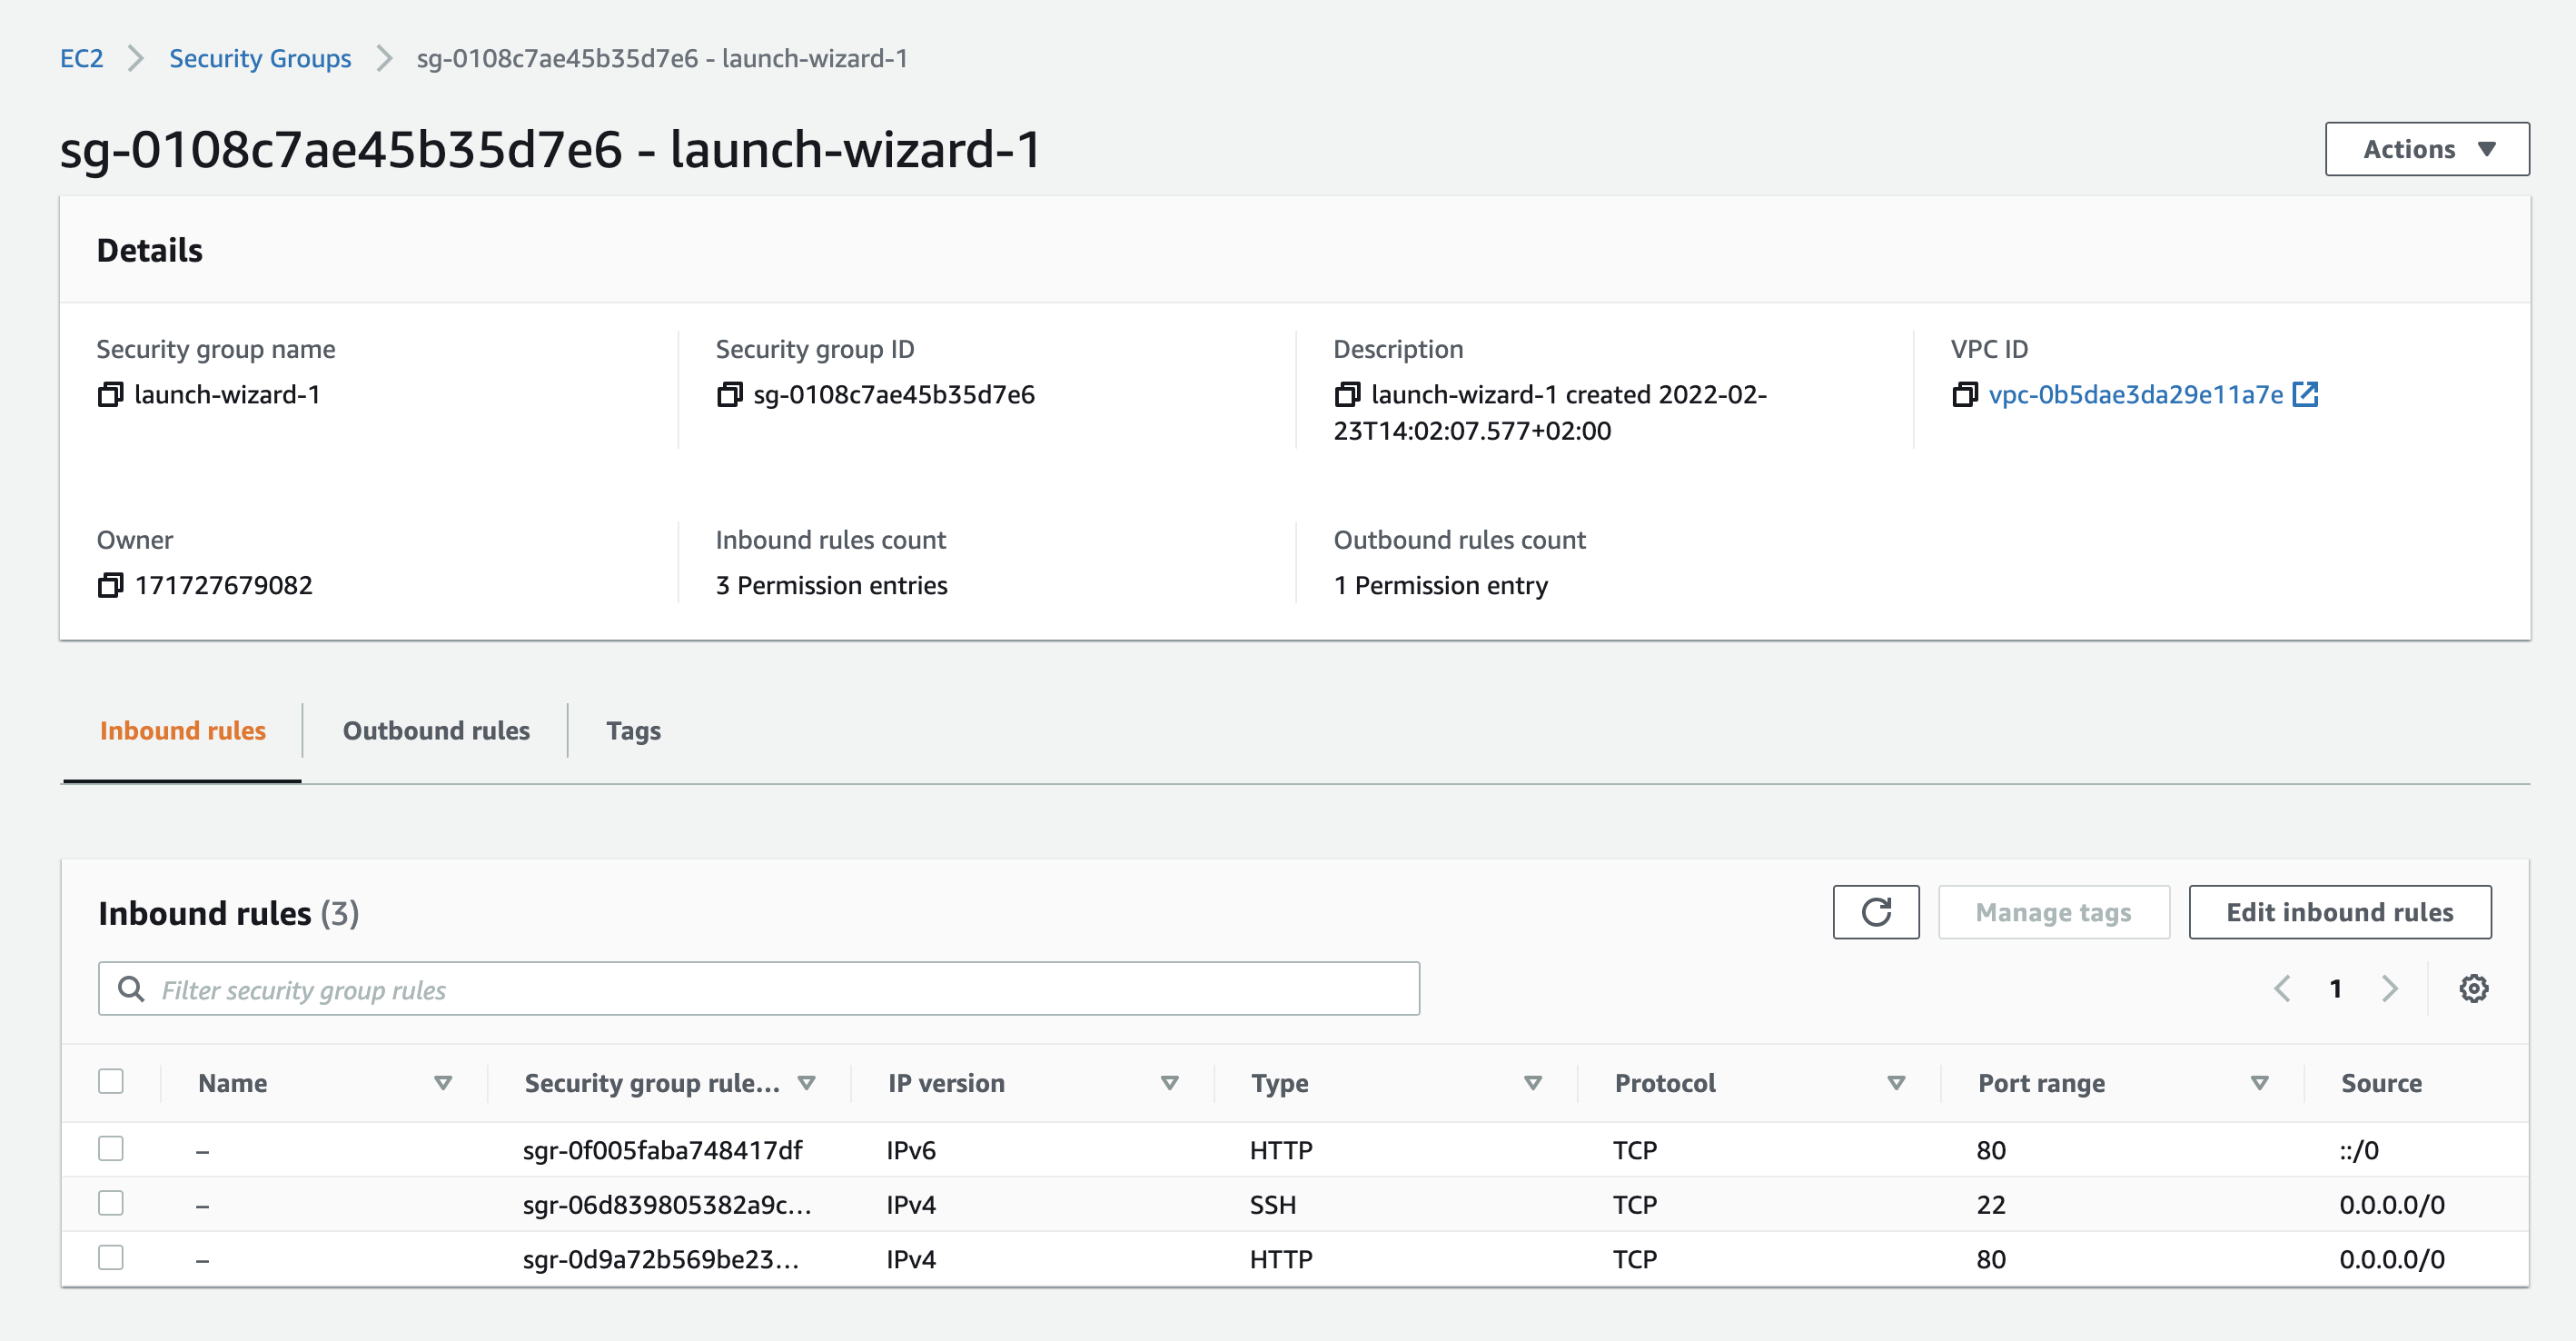 EC2 > Security Groups > sg-0108c7ae45b35d7e6 - launch-wizard-1
sg-0108c7ae45b35d7e6 - launch-wizard-1
Actions
Details
Security group name Security group ID Description VPC ID
launch-wizard-1 sg-0108c7ae45b35d7e6 launch-wizard-1 created 2022-02- vpc-0b5dae3da29e11a7e
23T14:02:07.577+02:00
Owner Inbound rules count Outbound rules count
171727679082 3 Permission entries 1 Permission entry
Inbound rules Outbound rules Tags
Inbound rules (3) Manage tags Edit inbound rules
Filter security group rules 1
Name Security group rule... IP version Type Protocol Port range Source
– sgr-0f005faba748417df IPv6 HTTP TCP 80 ::/0
– sgr-06d839805382a9c... IPv4 SSH TCP 22 0.0.0.0/0
– sgr-0d9a72b569be23... IPv4 HTTP TCP 80 0.0.0.0/0